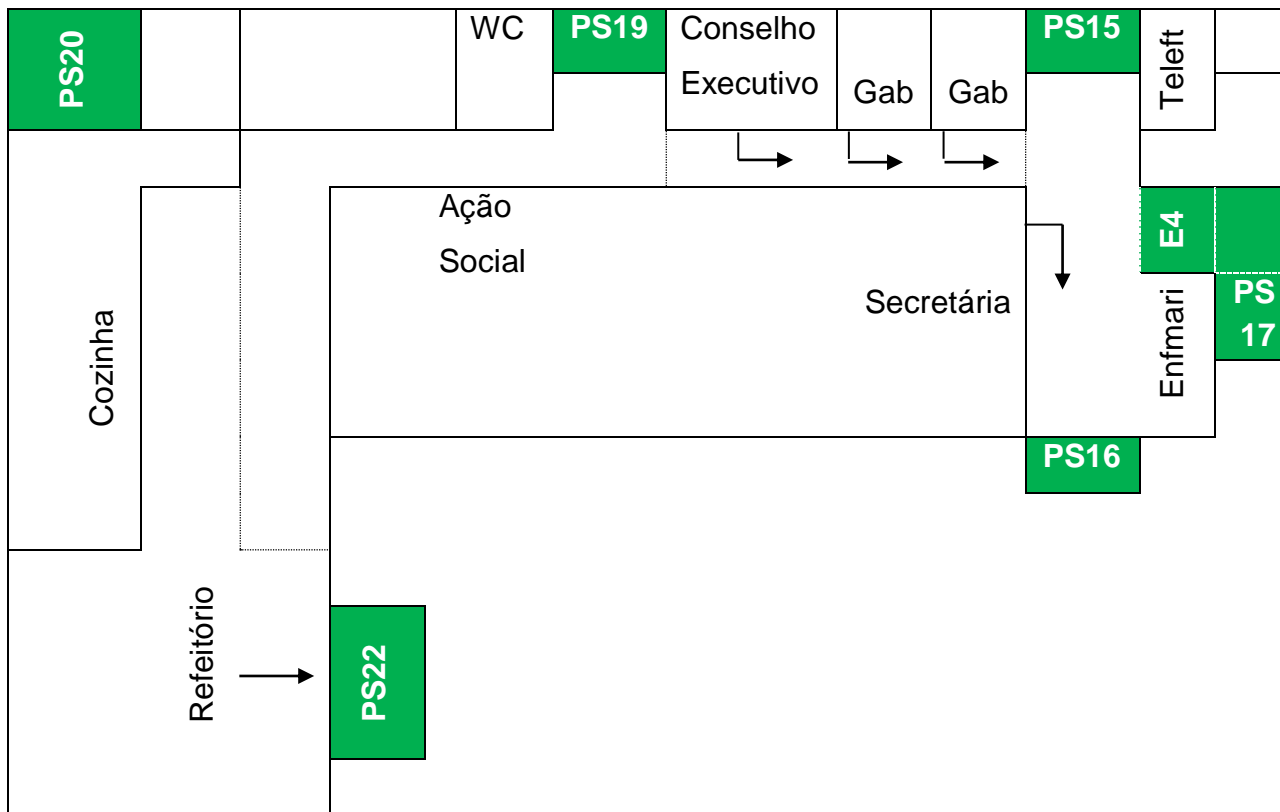 PS20
WC
PS19
Conselho
Executivo
Gab
Gab
PS15
Teleft
Ação
Social
Secretária
E4
PS
17
Enfmari
Cozinha
PS16
Refeitório
PS22